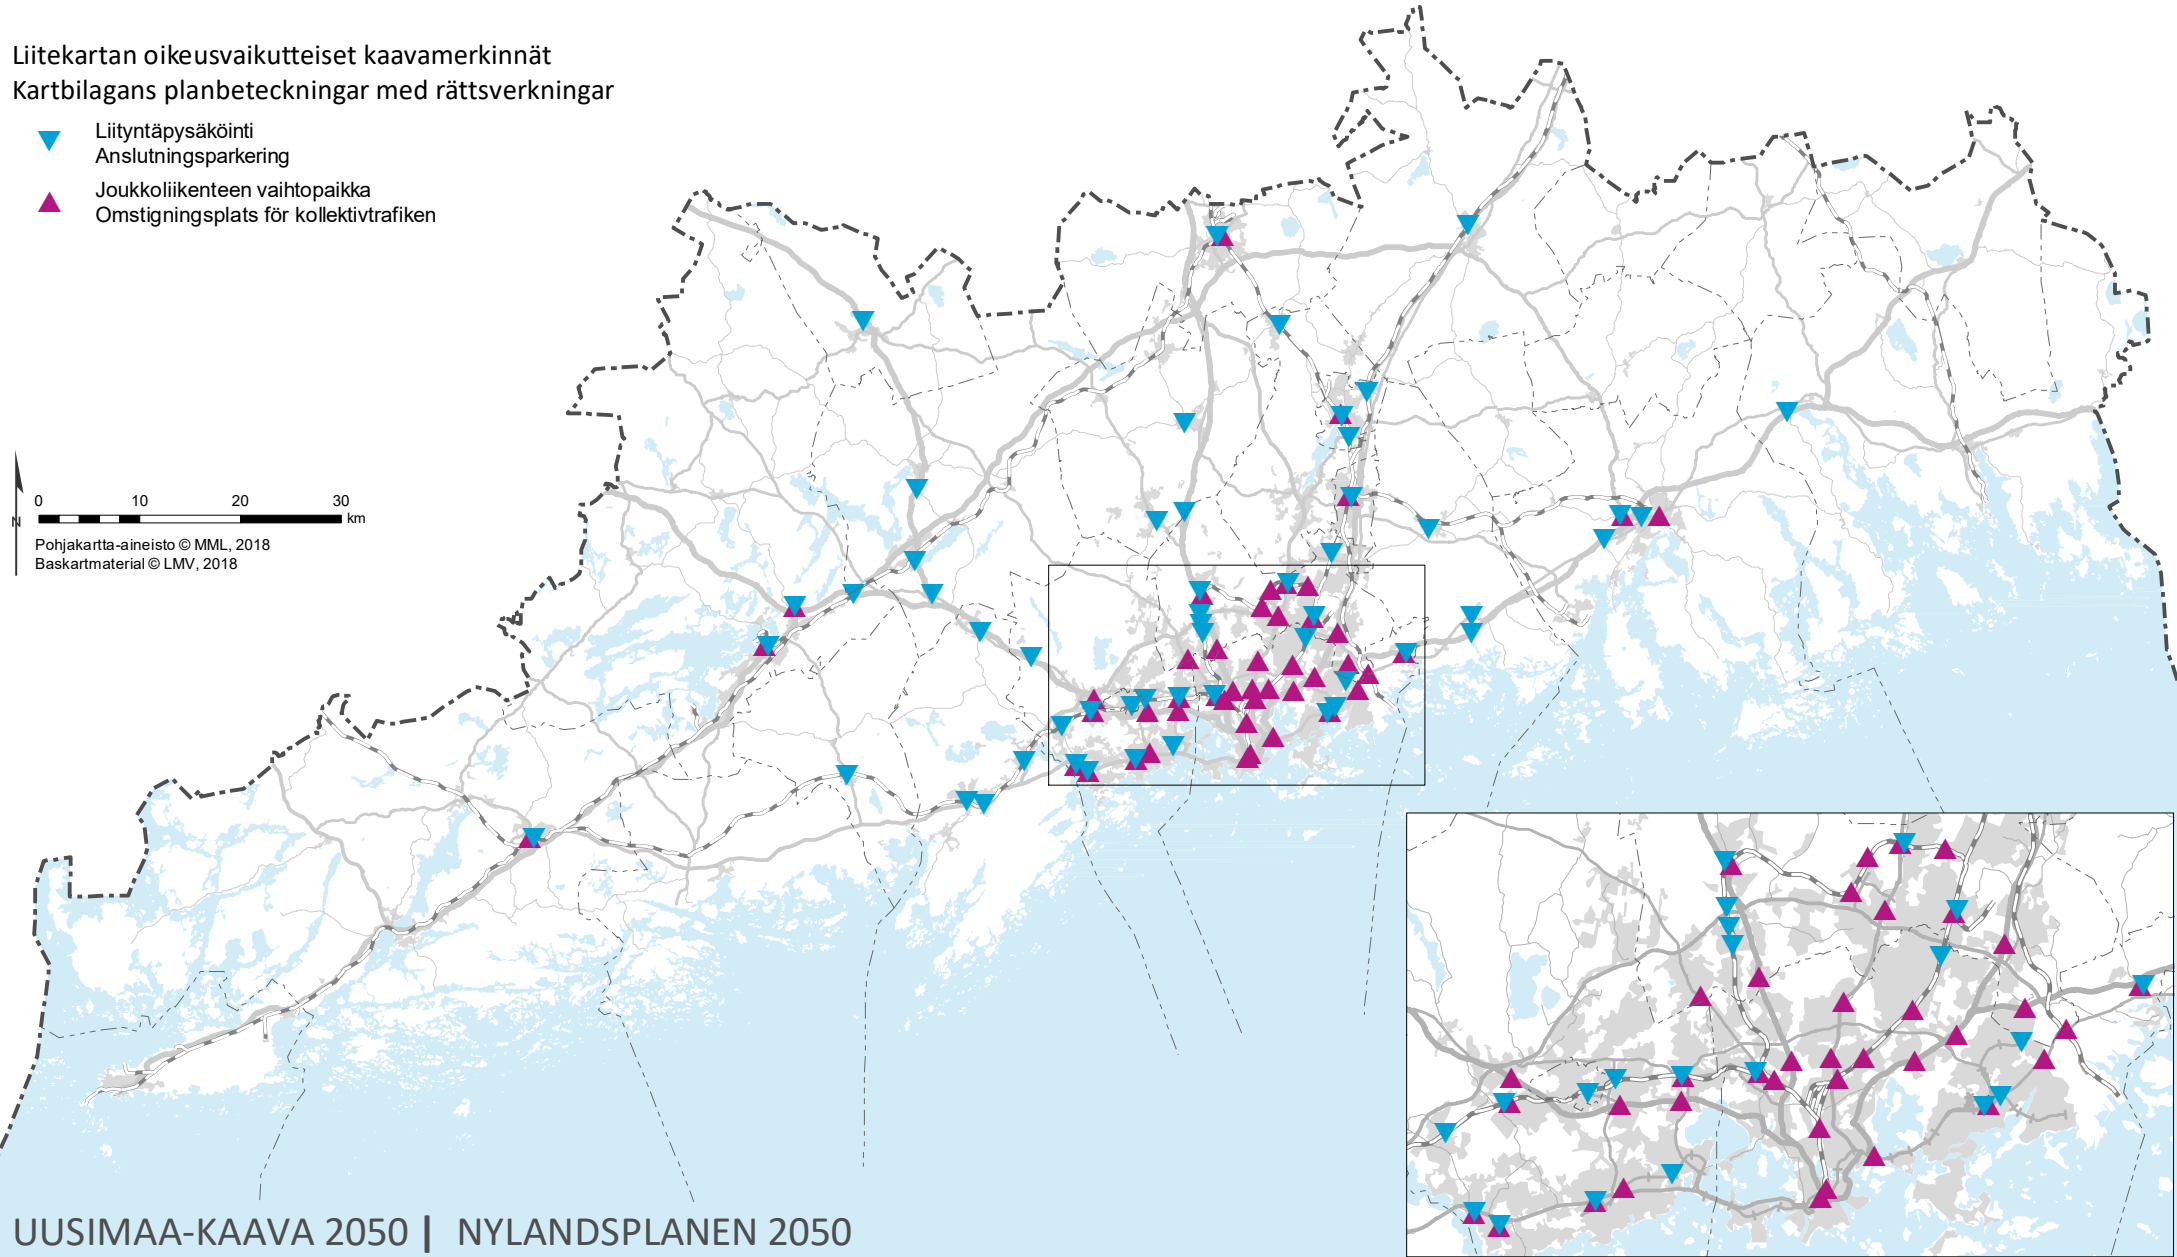 Liitekartan oikeusvaikutteiset kaavamerkinnät
Kartbilagans planbeteckningar med rättsverkningar
Liityntäpysäköinti
Anslutningsparkering
Joukkoliikenteen vaihtopaikka
Omstigningsplats för kollektivtrafiken
0 10 20 30
km
N
Pohjakartta-aineisto © MML, 2018
Baskartmaterial © LMV, 2018
UUSIMAA-KAAVA 2050 | NYLANDSPLANEN 2050